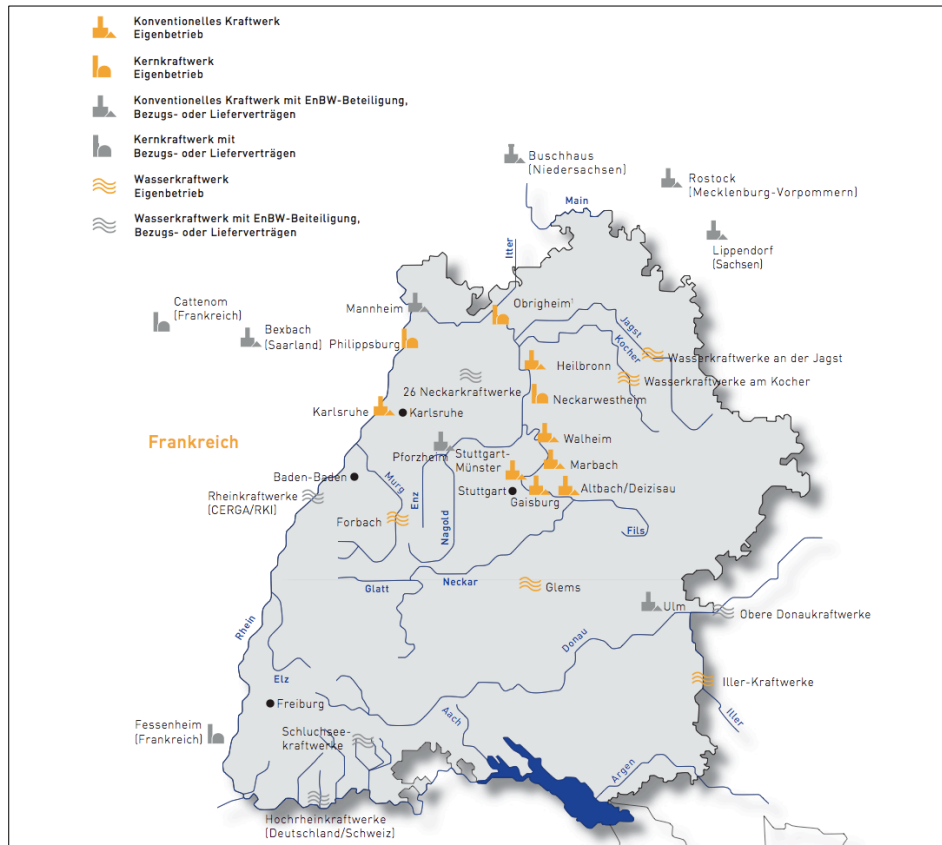 Konventionelles Kraftwerk
Eigenbetrieb
Kernkraftwerk
Eigenbetrieb
Konventionelles Kraftwerk mit EnBW-Beteiligung,
Bezugs- oder Lieferverträgen
Kernkraftwerk mit
Bezugs- oder Lieferverträgen
Wasserkraftwerk
Eigenbetrieb
Wasserkraftwerk mit EnBW-Beiteiligung,
Bezugs- oder Lieferverträgen
Buschhaus
(Niedersachsen)
Rostock
(Mecklenburg-Vorpommern)
Main
Itter
Lippendorf
(Sachsen)
Cattenom
(Frankreich)
Mannheim
Obrigheim¹
Bexbach
(Saarland)
Philippsburg
Jagst
Kocher
Wasserkraftwerke an der Jagst
Heilbronn
Wasserkraftwerke am Kocher
26 Neckarkraftwerke
Neckarwestheim
Karlsruhe
Karlsruhe
Frankreich
Walheim
Pforzheim
Stuttgart-
Münster
Marbach
Baden-Baden
Murg
Enz
Nagold
Stuttgart
Gaisburg
Altbach/Deizisau
Rheinkraftwerke
(CERGA/RKI)
Forbach
Fils
Glatt
Neckar
Glems
Ulm
Obere Donaukraftwerke
Rhein
Donau
Elz
Iller-Kraftwerke
Freiburg
Aach
Iller
Fessenheim
(Frankreich)
Schluchsee-
kraftwerke
Argen
Hochrheinkraftwerke
(Deutschland/Schweiz)